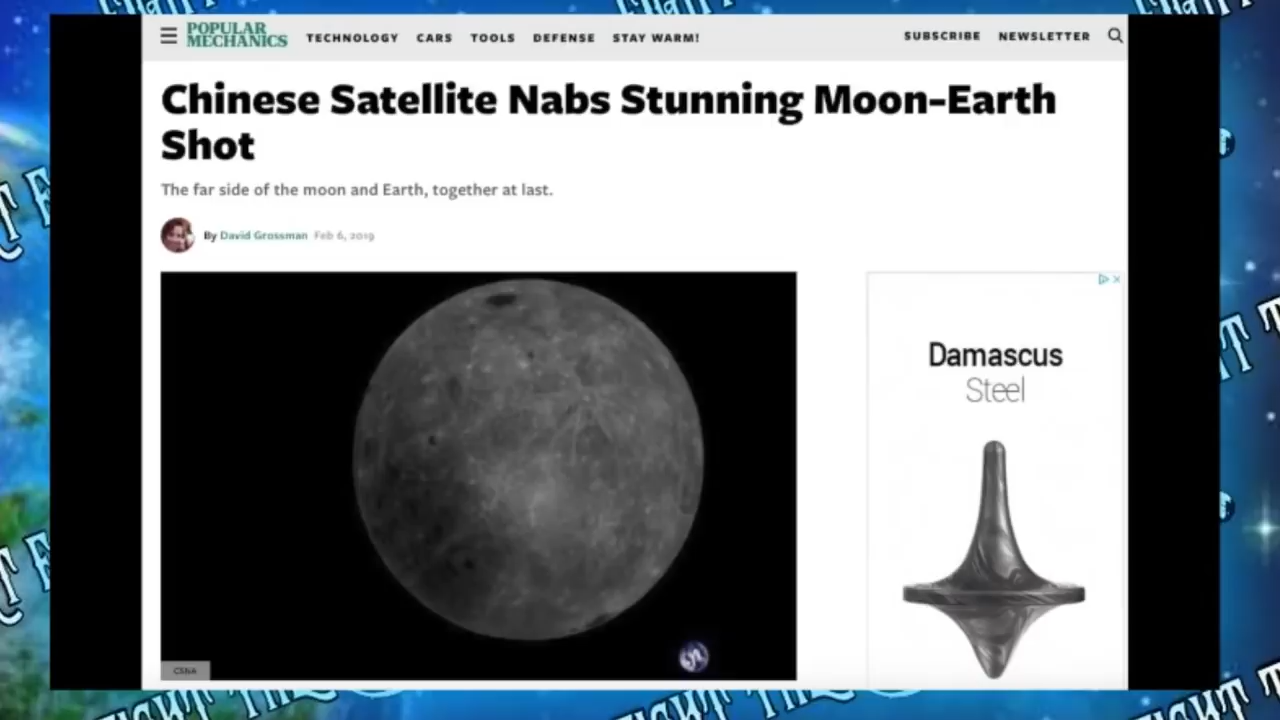 POPULAR
MECHANICS
TECHNOLOGY CARS TOOLS DEFENSE STAY WARM!
SUBSCRIBE NEWSLETTER
Chinese Satellite Nabs Stunning Moon-Earth
Shot
The far side of the moon and Earth, together at last.
By David Grossman Feb 6, 2019
Damascus
Steel